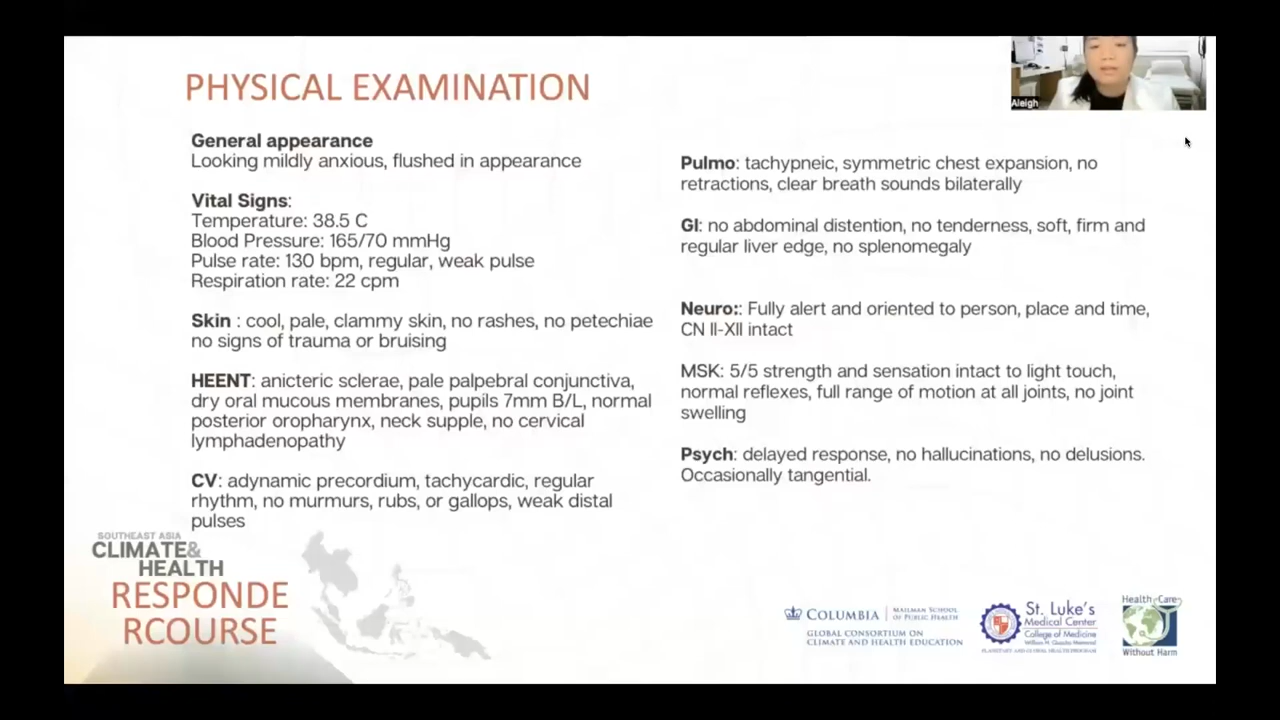 PHYSICAL EXAMINATION
Aleigh
General appearance
Looking mildly anxious, flushed in appearance
Vital Signs:
Temperature: 38.5 C
Blood Pressure: 165/70 mmHg
Pulse rate: 130 bpm, regular, weak pulse
Respiration rate: 22 cpm
Skin : cool, pale, clammy skin, no rashes, no petechiae
no signs of trauma or bruising
HEENT: anicteric sclerae, pale palpebral conjunctiva,
dry oral mucous membranes, pupils 7mm B/L, normal
posterior oropharynx, neck supple, no cervical
lymphadenopathy
CV: adynamic precordium, tachycardic, regular
rhythm, no murmurs, rubs, or gallops, weak distal
pulses
Pulmo: tachypneic, symmetric chest expansion, no
retractions, clear breath sounds bilaterally
GI: no abdominal distention, no tenderness, soft, firm and
regular liver edge, no splenomegaly
Neuro:: Fully alert and oriented to person, place and time,
CN II-XII intact
MSK: 5/5 strength and sensation intact to light touch,
normal reflexes, full range of motion at all joints, no joint
swelling
Psych: delayed response, no hallucinations, no delusions.
Occasionally tangential.
SOUTHEAST ASIA
CLIMATE&
HEALTH
RESPONDE
RCOURSE
COLUMBIA
MAILMAN SCHOOL
OF PUBLIC HEALTH
GLOBAL CONSORTIUM ON
CLIMATE AND HEALTH EDUCATION
St. Luke's
Medical Center
College of Medicine
PLANETARY AND GLOBAL HEALTH PROGRAM
Health Care
Without Harm